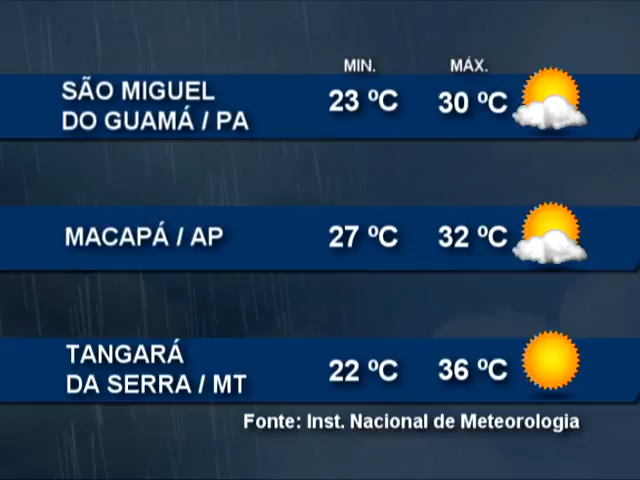 MIN. MÁX.
SÃO MIGUEL
DO GUAMÁ / PA
23 ºC 30 ºC
MACAPÁ / AP 27 ºC 32 ºC
TANGARÁ
DA SERRA / MT
22 ºC 36 ºC
Fonte: Inst. Nacional de Meteorologia